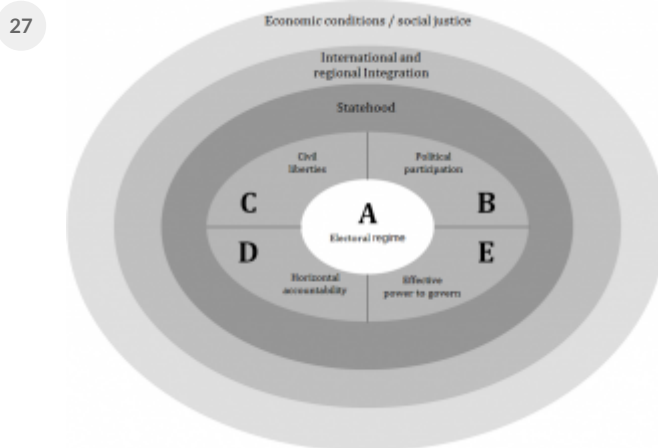 27
Economic conditions / social justice
International and
regional Integration
Statehood
Civil
liberties
Political
participation
C
B
A
Electoral regime
D
E
Horizontal
accountability
Effective
power to govern